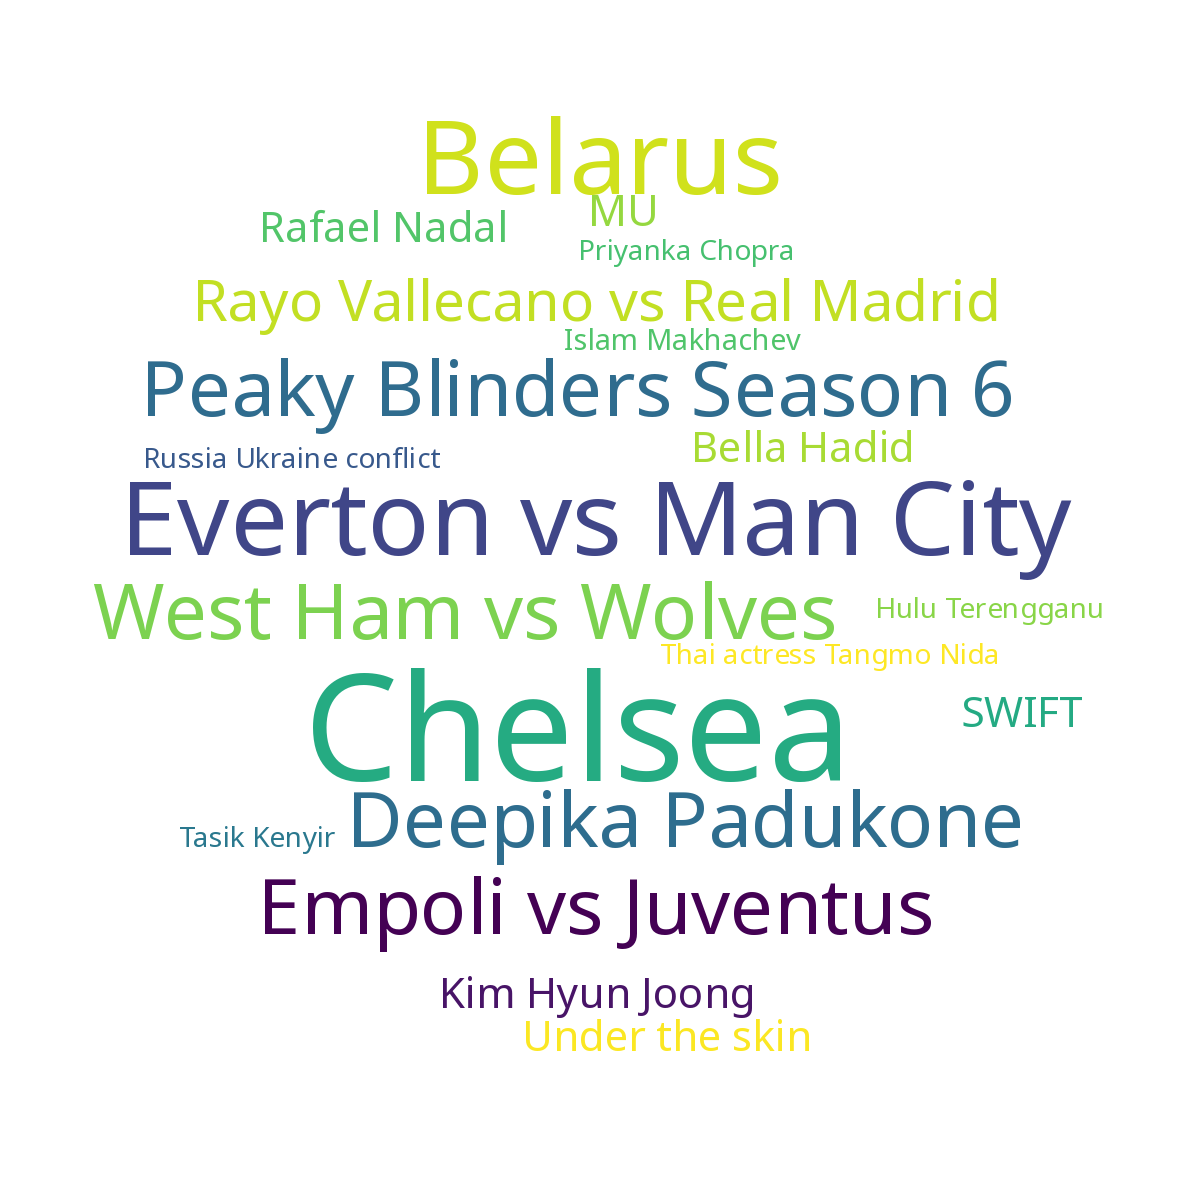 Belarus
MU
Rafael Nadal
Priyanka Chopra
Rayo Vallecano vs Real Madrid
Islam Makhachev
Peaky Blinders Season 6
Bella Hadid
Russia Ukraine conflict
Everton vs Man City
West Ham vs Wolves
Hulu Terengganu
Thai actress Tangmo Nida
Chelsea
SWIFT
Deepika Padukone
Tasik Kenyir
Empoli vs Juventus
Kim Hyun Joong
Under the skin